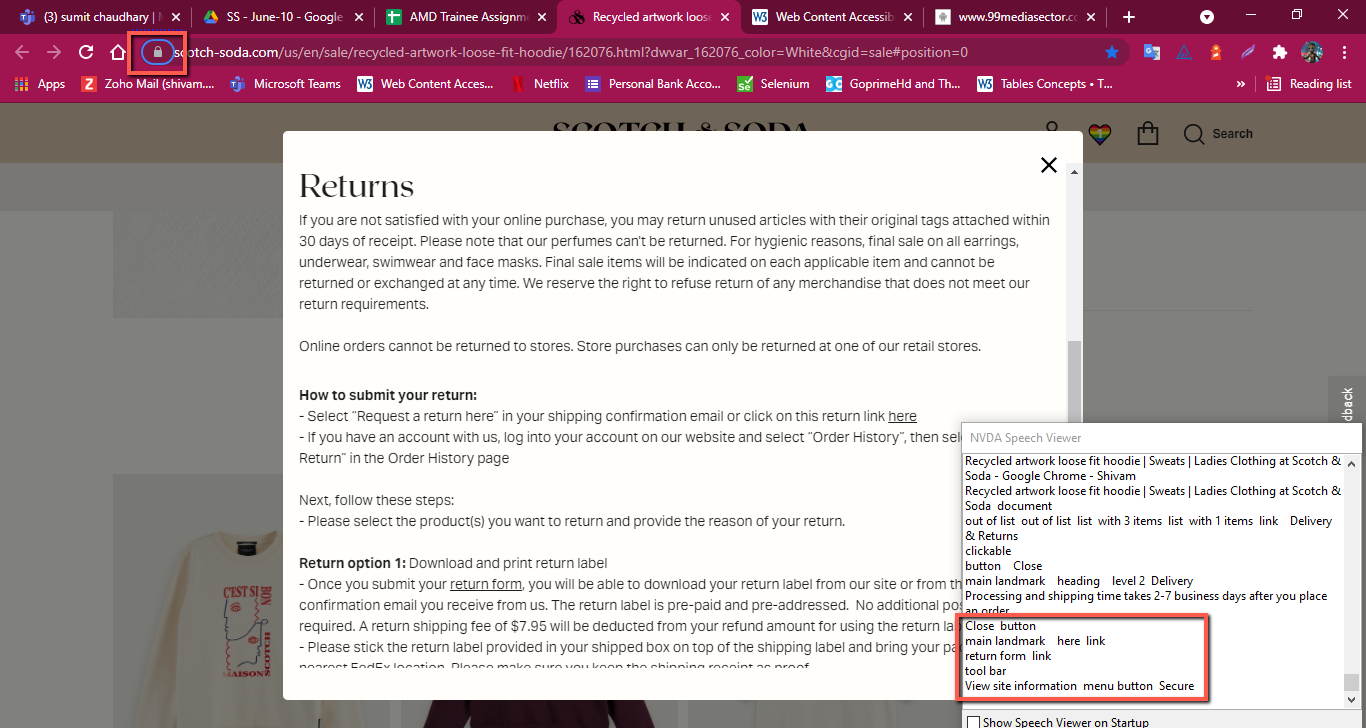 (3) sumit chaudhary | M
SS - June-10 - Google
AMD Trainee Assignme
Recycled artwork loose
Web Content Accessib
www.99mediasector.co
scotch-soda.com/us/en/sale/recycled-artwork-loose-fit-hoodie/162076.html?dwvar_162076_color=White&cgid=sale#position=0
Apps
Zoho Mail (shivam....
Microsoft Teams
Web Content Acces...
Netflix
Personal Bank Acco...
Selenium
GoprimeHd and Th...
Tables Concepts • T...
»
Reading list
SCOTCH & SODA
Search
Returns
If you are not satisfied with your online purchase, you may return unused articles with their original tags attached within
30 days of receipt. Please note that our perfumes can't be returned. For hygienic reasons, final sale on all earrings,
underwear, swimwear and face masks. Final sale items will be indicated on each applicable item and cannot be
returned or exchanged at any time. We reserve the right to refuse return of any merchandise that does not meet our
return requirements.
Online orders cannot be returned to stores. Store purchases can only be returned at one of our retail stores.
How to submit your return:
- Select “Request a return here” in your shipping confirmation email or click on this return link here
- If you have an account with us, log into your account on our website and select “Order History”, then sel
Return” in the Order History page
Next, follow these steps:
- Please select the product(s) you want to return and provide the reason of your return.
Return option 1: Download and print return label
- Once you submit your return form, you will be able to download your return label from our site or from th
confirmation email you receive from us. The return label is pre-paid and pre-addressed. No additional pos
required. A return shipping fee of $7.95 will be deducted from your refund amount for using the return la
- Please stick the return label provided in your shipped box on top of the shipping label and bring your pa
nearest FedEx location. Please make sure you keep the shipping receipt as proof
dback
C'EST SI BON
MAISON SCOTCH
NVDA Speech Viewer
Recycled artwork loose fit hoodie | Sweats | Ladies Clothing at Scotch &
Soda - Google Chrome - Shivam
Recycled artwork loose fit hoodie | Sweats | Ladies Clothing at Scotch &
Soda document
out of list out of list list with 3 items list with 1 items link Delivery
& Returns
clickable
button Close
main landmark heading level 2 Delivery
Processing and shipping time takes 2-7 business days after you place
an order
Close button
main landmark here link
return form link
tool bar
View site information menu button Secure
Show Speech Viewer on Startup